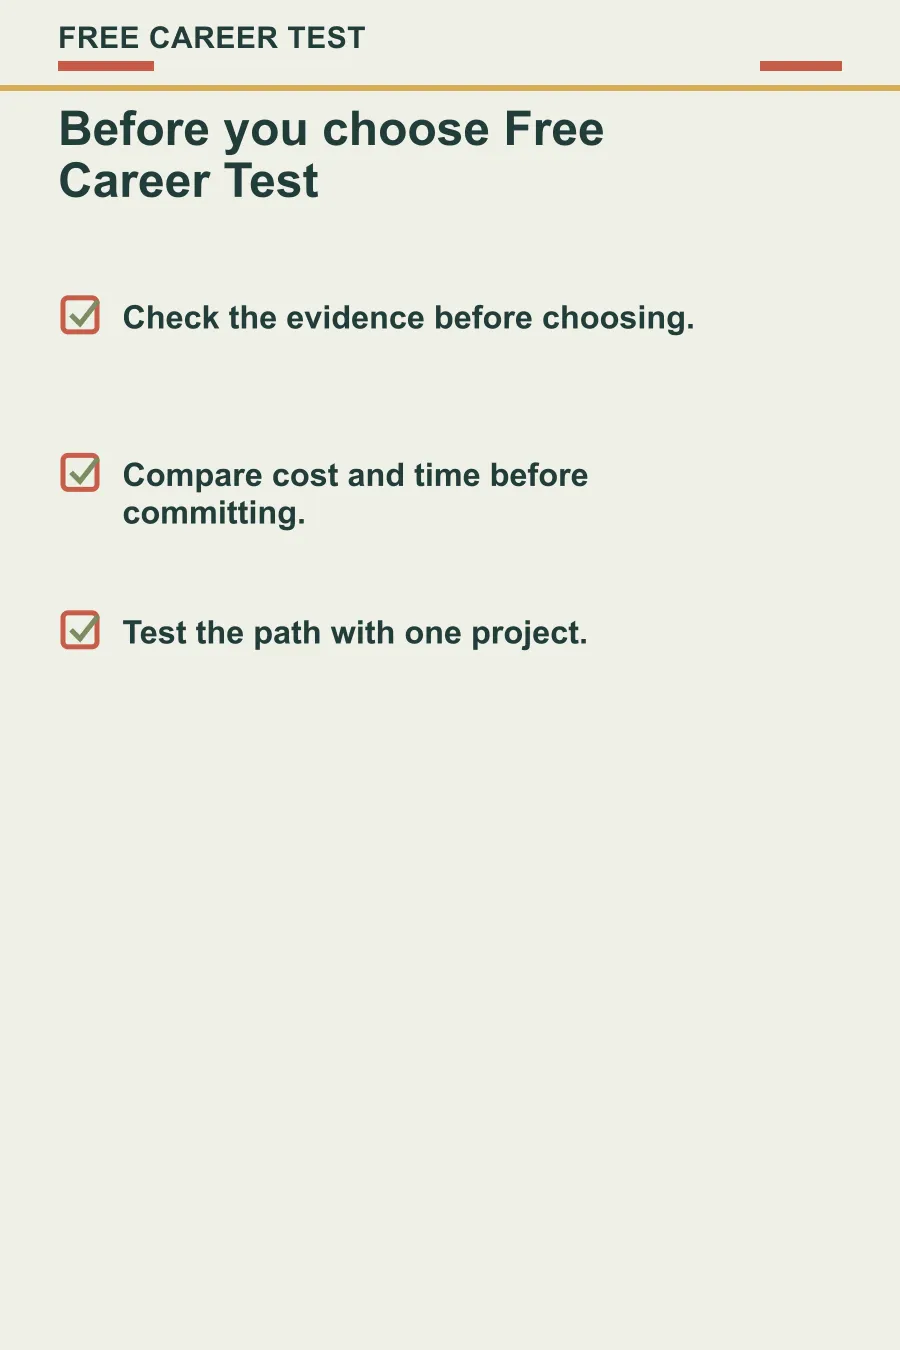 FREE CAREER TEST
Before you choose Free
Career Test
Check the evidence before choosing.
Compare cost and time before
committing.
Test the path with one project.